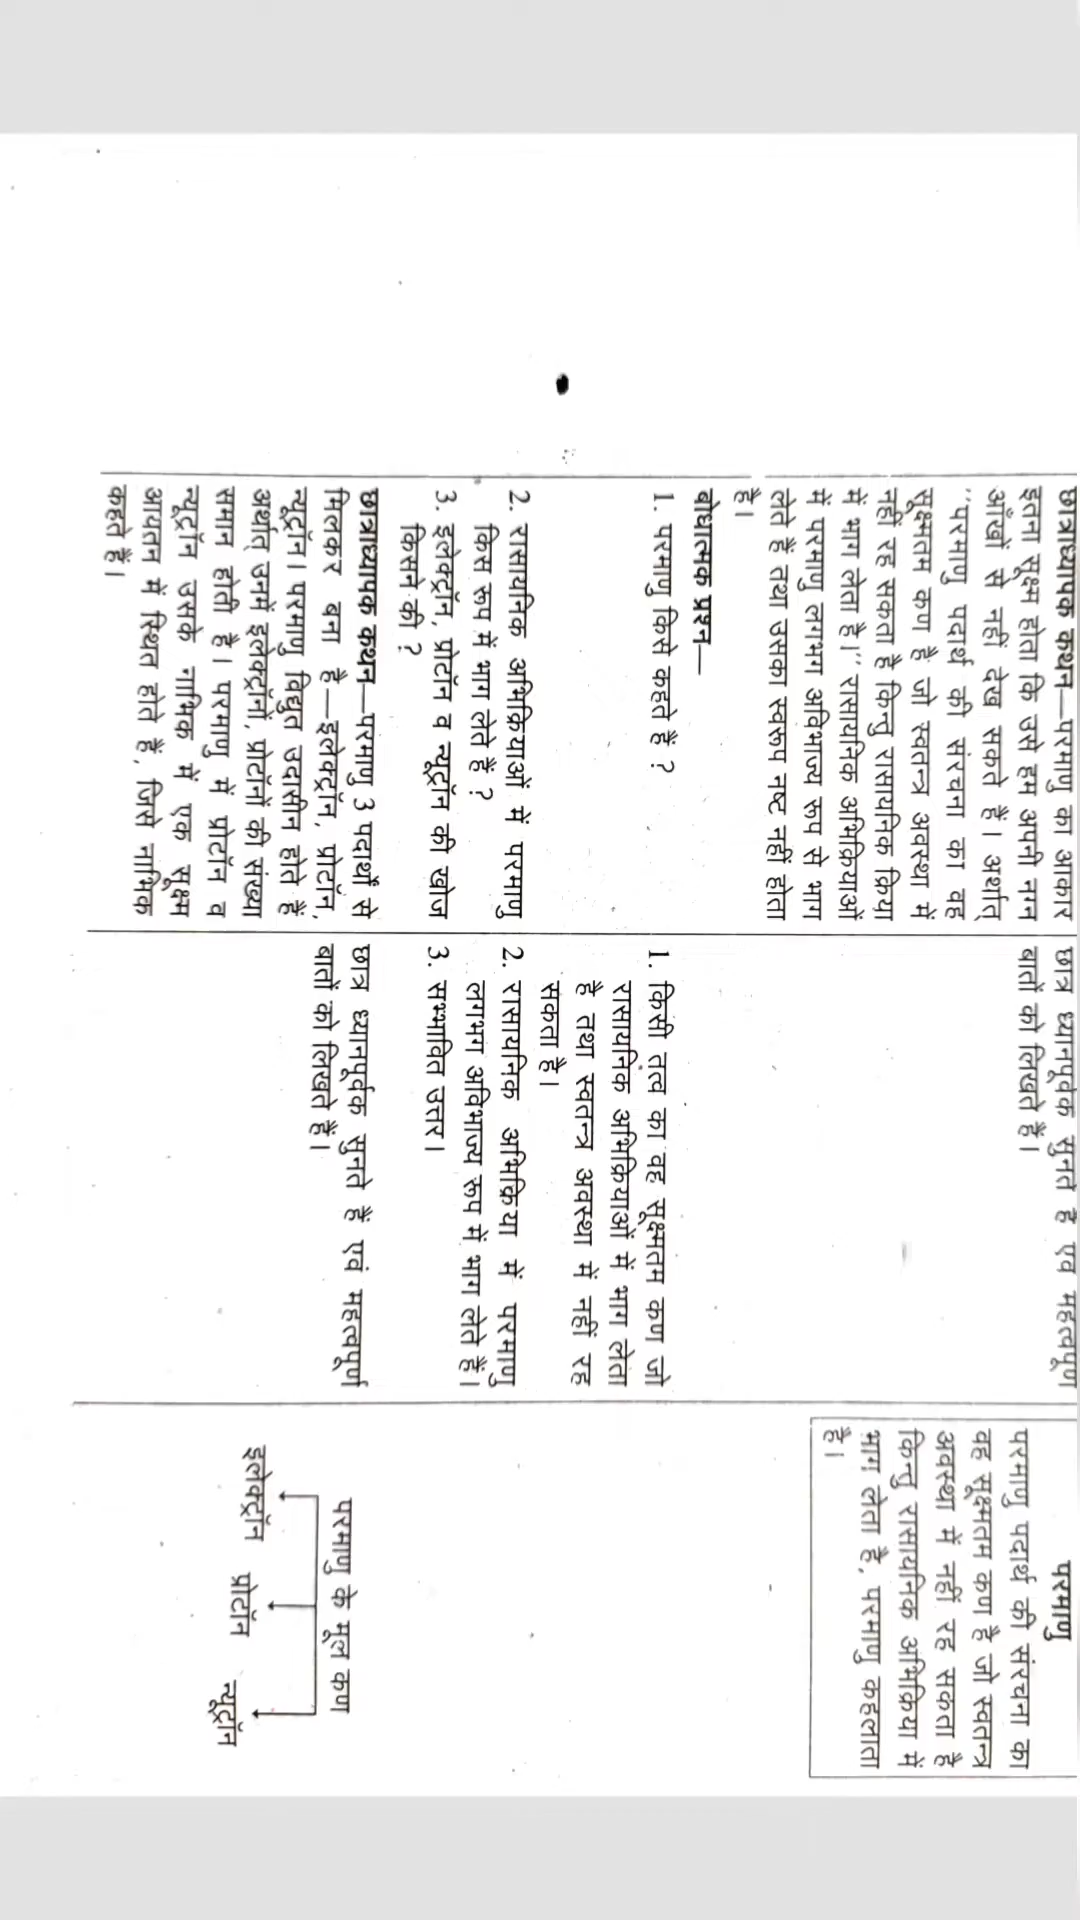 छात्राध्यापक कथन—परमाणु का आकार
इतना सूक्ष्म होता कि उसे हम अपनी नग्न
आँखों से नहीं देख सकते हैं। अर्थात्
“परमाणु पदार्थ की संरचना का वह
सूक्ष्मतम कण है जो स्वतन्त्र अवस्था में
नहीं रह सकता है किन्तु रासायनिक क्रिया
में भाग लेता है।” रासायनिक अभिक्रियाओं
में परमाणु लगभग अविभाज्य रूप से भाग
लेते हैं तथा उसका स्वरूप नष्ट नहीं होता
है।
बोधात्मक प्रश्न—
1. परमाणु किसे कहते हैं ?
2. रासायनिक अभिक्रियाओं में परमाणु
किस रूप में भाग लेते हैं ?
3. इलेक्ट्रॉन, प्रोटॉन व न्यूट्रॉन की खोज
किसने की ?
छात्राध्यापक कथन—परमाणु 3 पदार्थों से
मिलकर बना है—इलेक्ट्रॉन, प्रोटॉन,
न्यूट्रॉन। परमाणु विद्युत उदासीन होते हैं
अर्थात् उनमें इलेक्ट्रॉनों, प्रोटॉनों की संख्या
समान होती है। परमाणु में प्रोटॉन व
न्यूट्रॉन उसके नाभिक में एक सूक्ष्म
आयतन में स्थित होते हैं, जिसे नाभिक
कहते हैं।
छात्र ध्यानपूर्वक सुनते हैं एवं महत्वपूर्ण
बातों को लिखते हैं।
1. किसी तत्व का वह सूक्ष्मतम कण जो
रासायनिक अभिक्रियाओं में भाग लेता
है तथा स्वतन्त्र अवस्था में नहीं रह
सकता है।
2. रासायनिक अभिक्रिया में परमाणु
लगभग अविभाज्य रूप में भाग लेते हैं।
3. सम्भावित उत्तर।
छात्र ध्यानपूर्वक सुनते हैं एवं महत्वपूर्ण
बातों को लिखते हैं।
परमाणु
परमाणु पदार्थ की संरचना का
वह सूक्ष्मतम कण है जो स्वतन्त्र
अवस्था में नहीं रह सकता है
किन्तु रासायनिक अभिक्रिया में
भाग लेता है, परमाणु कहलाता
है।
परमाणु के मूल कण
इलेक्ट्रॉन प्रोटॉन न्यूट्रॉन